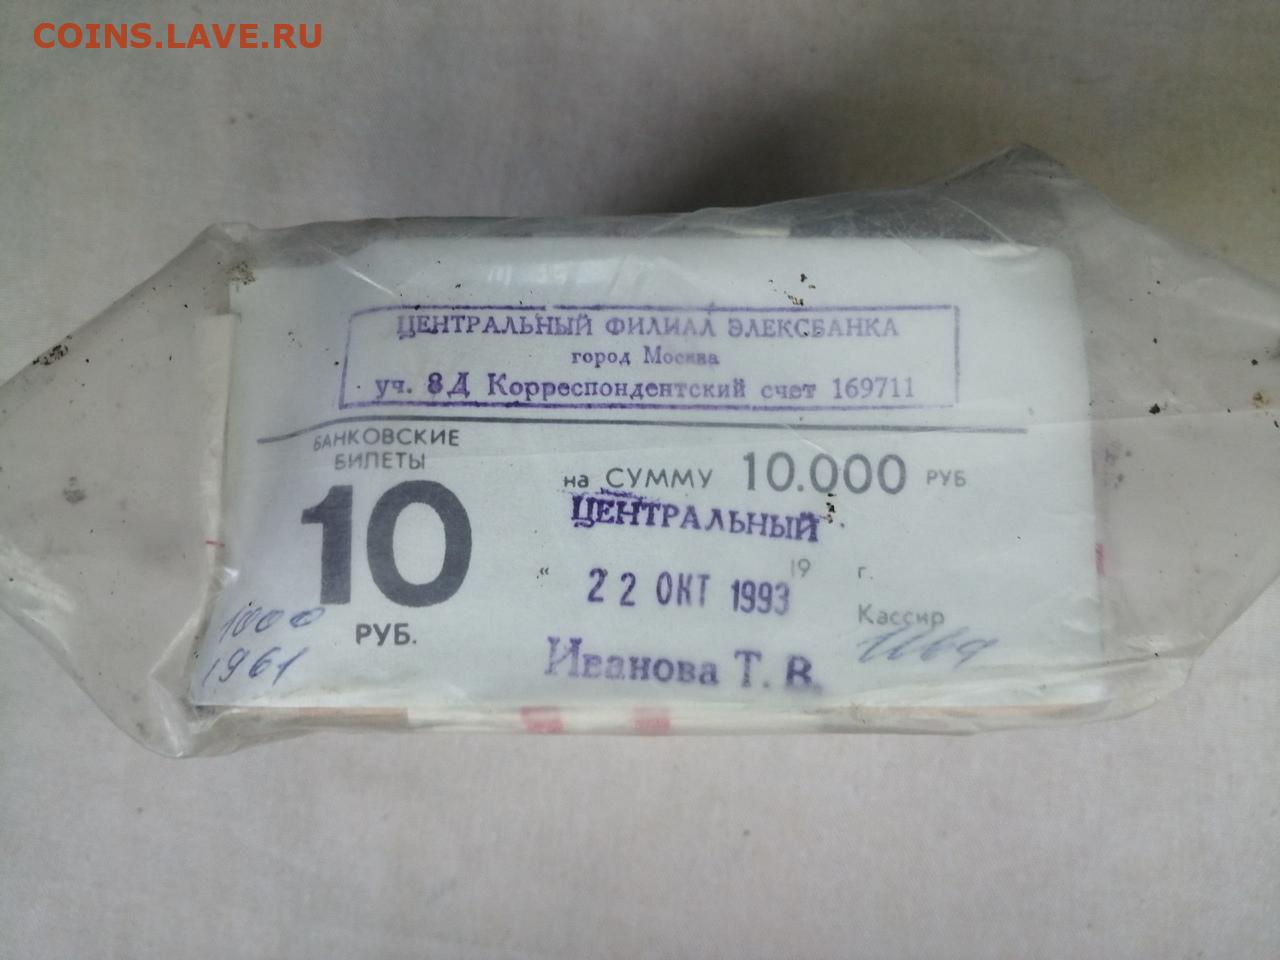 COINS.LAVE.RU
ЦЕНТРАЛЬНЫЙ ФИЛИАЛ ЭЛЕКСБАНКА
город Москва
уч. 8Д Корреспондентский счет 169711
БАНКОВСКИЕ
БИЛЕТЫ
10
РУБ.
на СУММУ 10.000 РУБ
ЦЕНТРАЛЬНЫЙ
" 22 ОКТ 1993 19 г.
Кассир
Иванова Т. В.
1000
1961